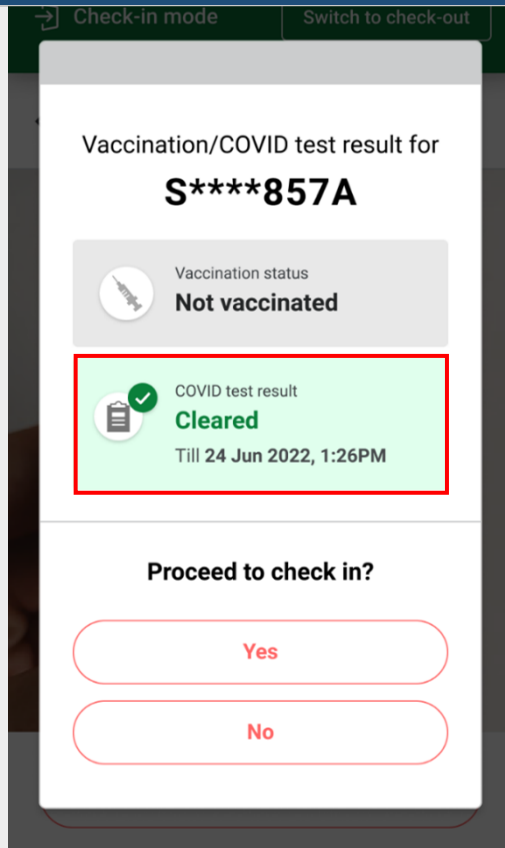 Check-in mode
Switch to check-out
Vaccination/COVID test result for
S****857A
Vaccination status
Not vaccinated
COVID test result
Cleared
Till 24 Jun 2022, 1:26PM
Proceed to check in?
Yes
No